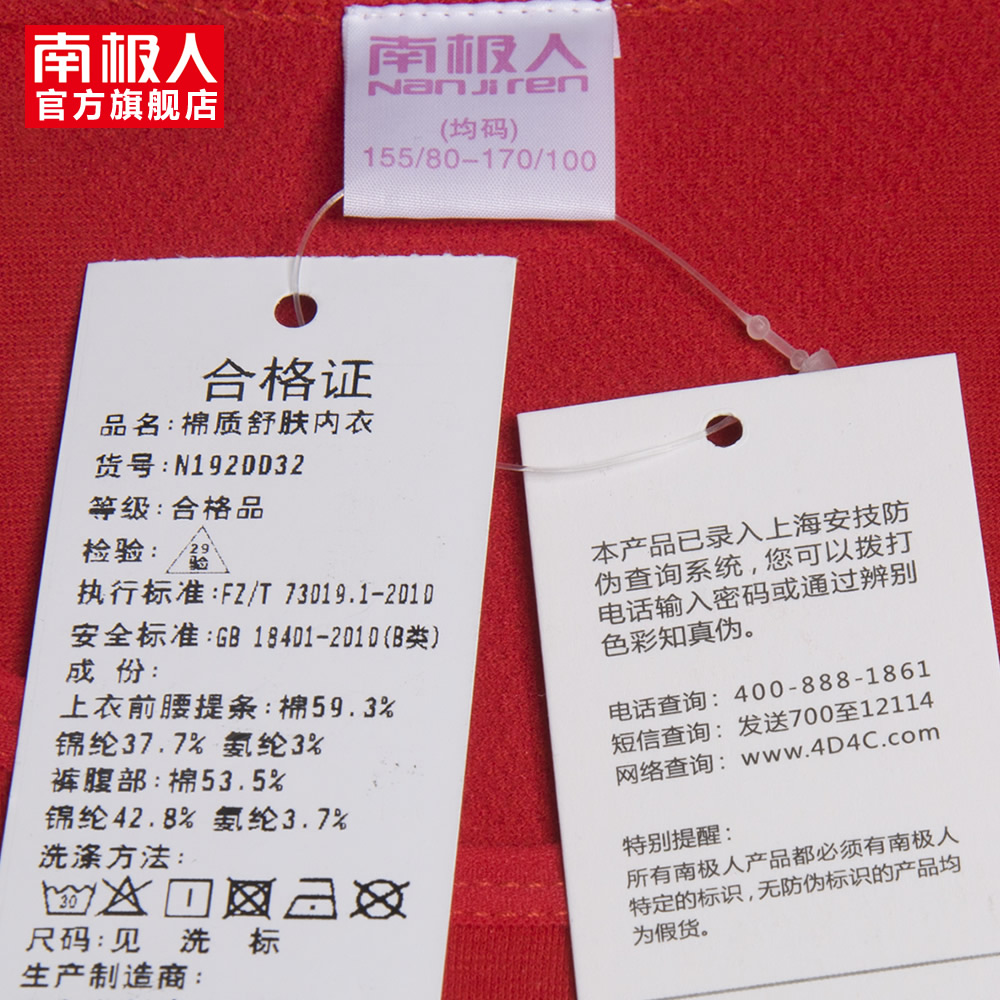 南极人
官方旗舰店
南极人
Nanjiren
(均码)
155/80-170/100
合格证
品名:棉质舒肤内衣
货号:N192DD32
等级:合格品
检验: 29 验
执行标准:FZ/T 73019.1-2010
安全标准:GB 18401-2010(B类)
成 份:
上衣前腰提条:棉59.3%
锦纶37.7% 氨纶3%
裤腹部:棉53.5%
锦纶42.8% 氨纶3.7%
洗涤方法:
30
尺码:见 洗 标
生产制造商:
本产品已录入上海安技防
伪查询系统,您可以拨打
电话输入密码或通过辨别
色彩知真伪。
电话查询: 400-888-1861
短信查询: 发送700至12114
网络查询: www.4D4C.com
特别提醒:
所有南极人产品都必须有南极人
特定的标识,无防伪标识的产品均
为假货。